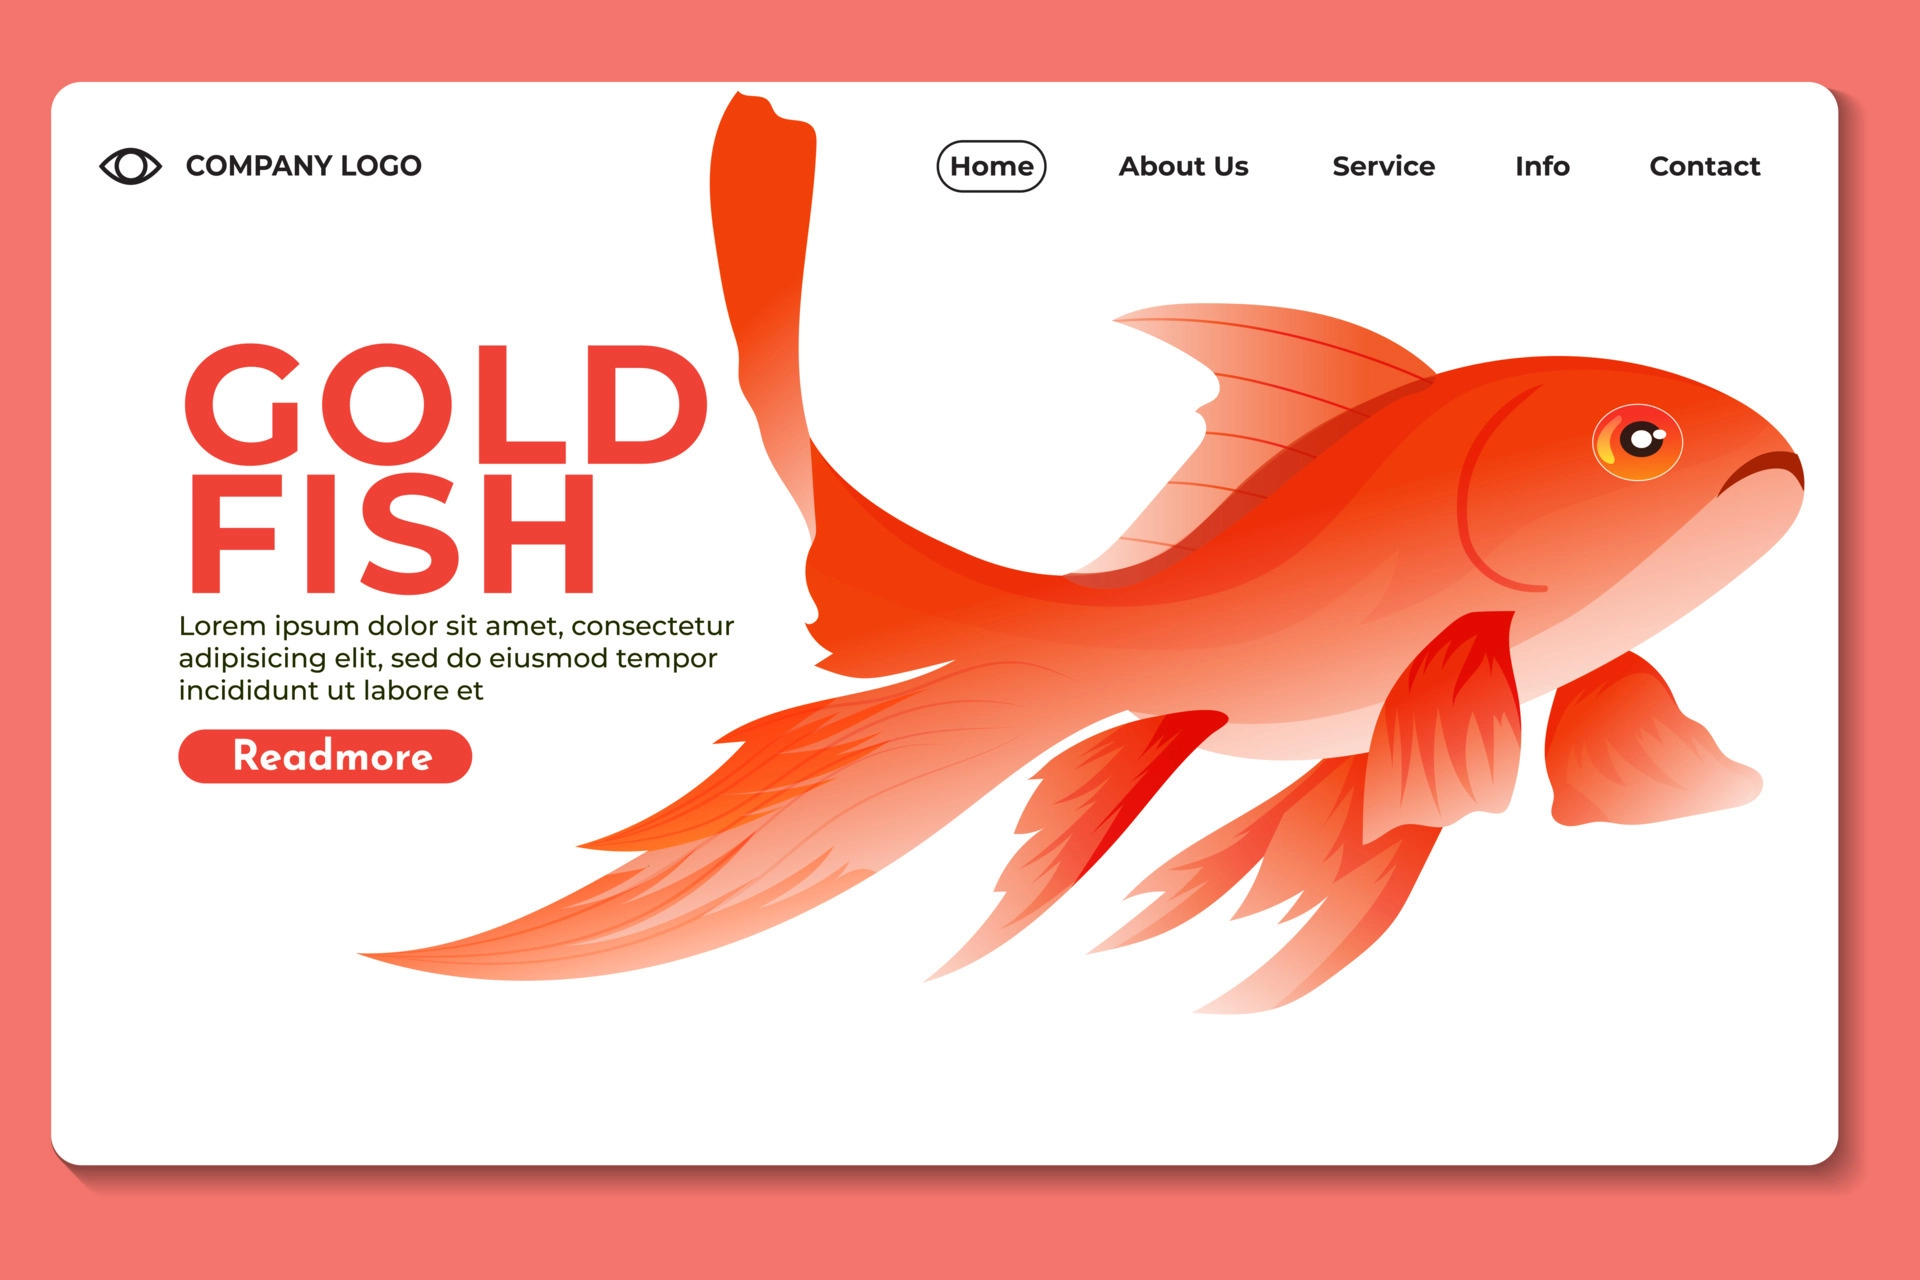 COMPANY LOGO
Home About Us Service Info Contact
GOLD
FISH
Lorem ipsum dolor sit amet, consectetur
adipisicing elit, sed do eiusmod tempor
incididunt ut labore et
Readmore